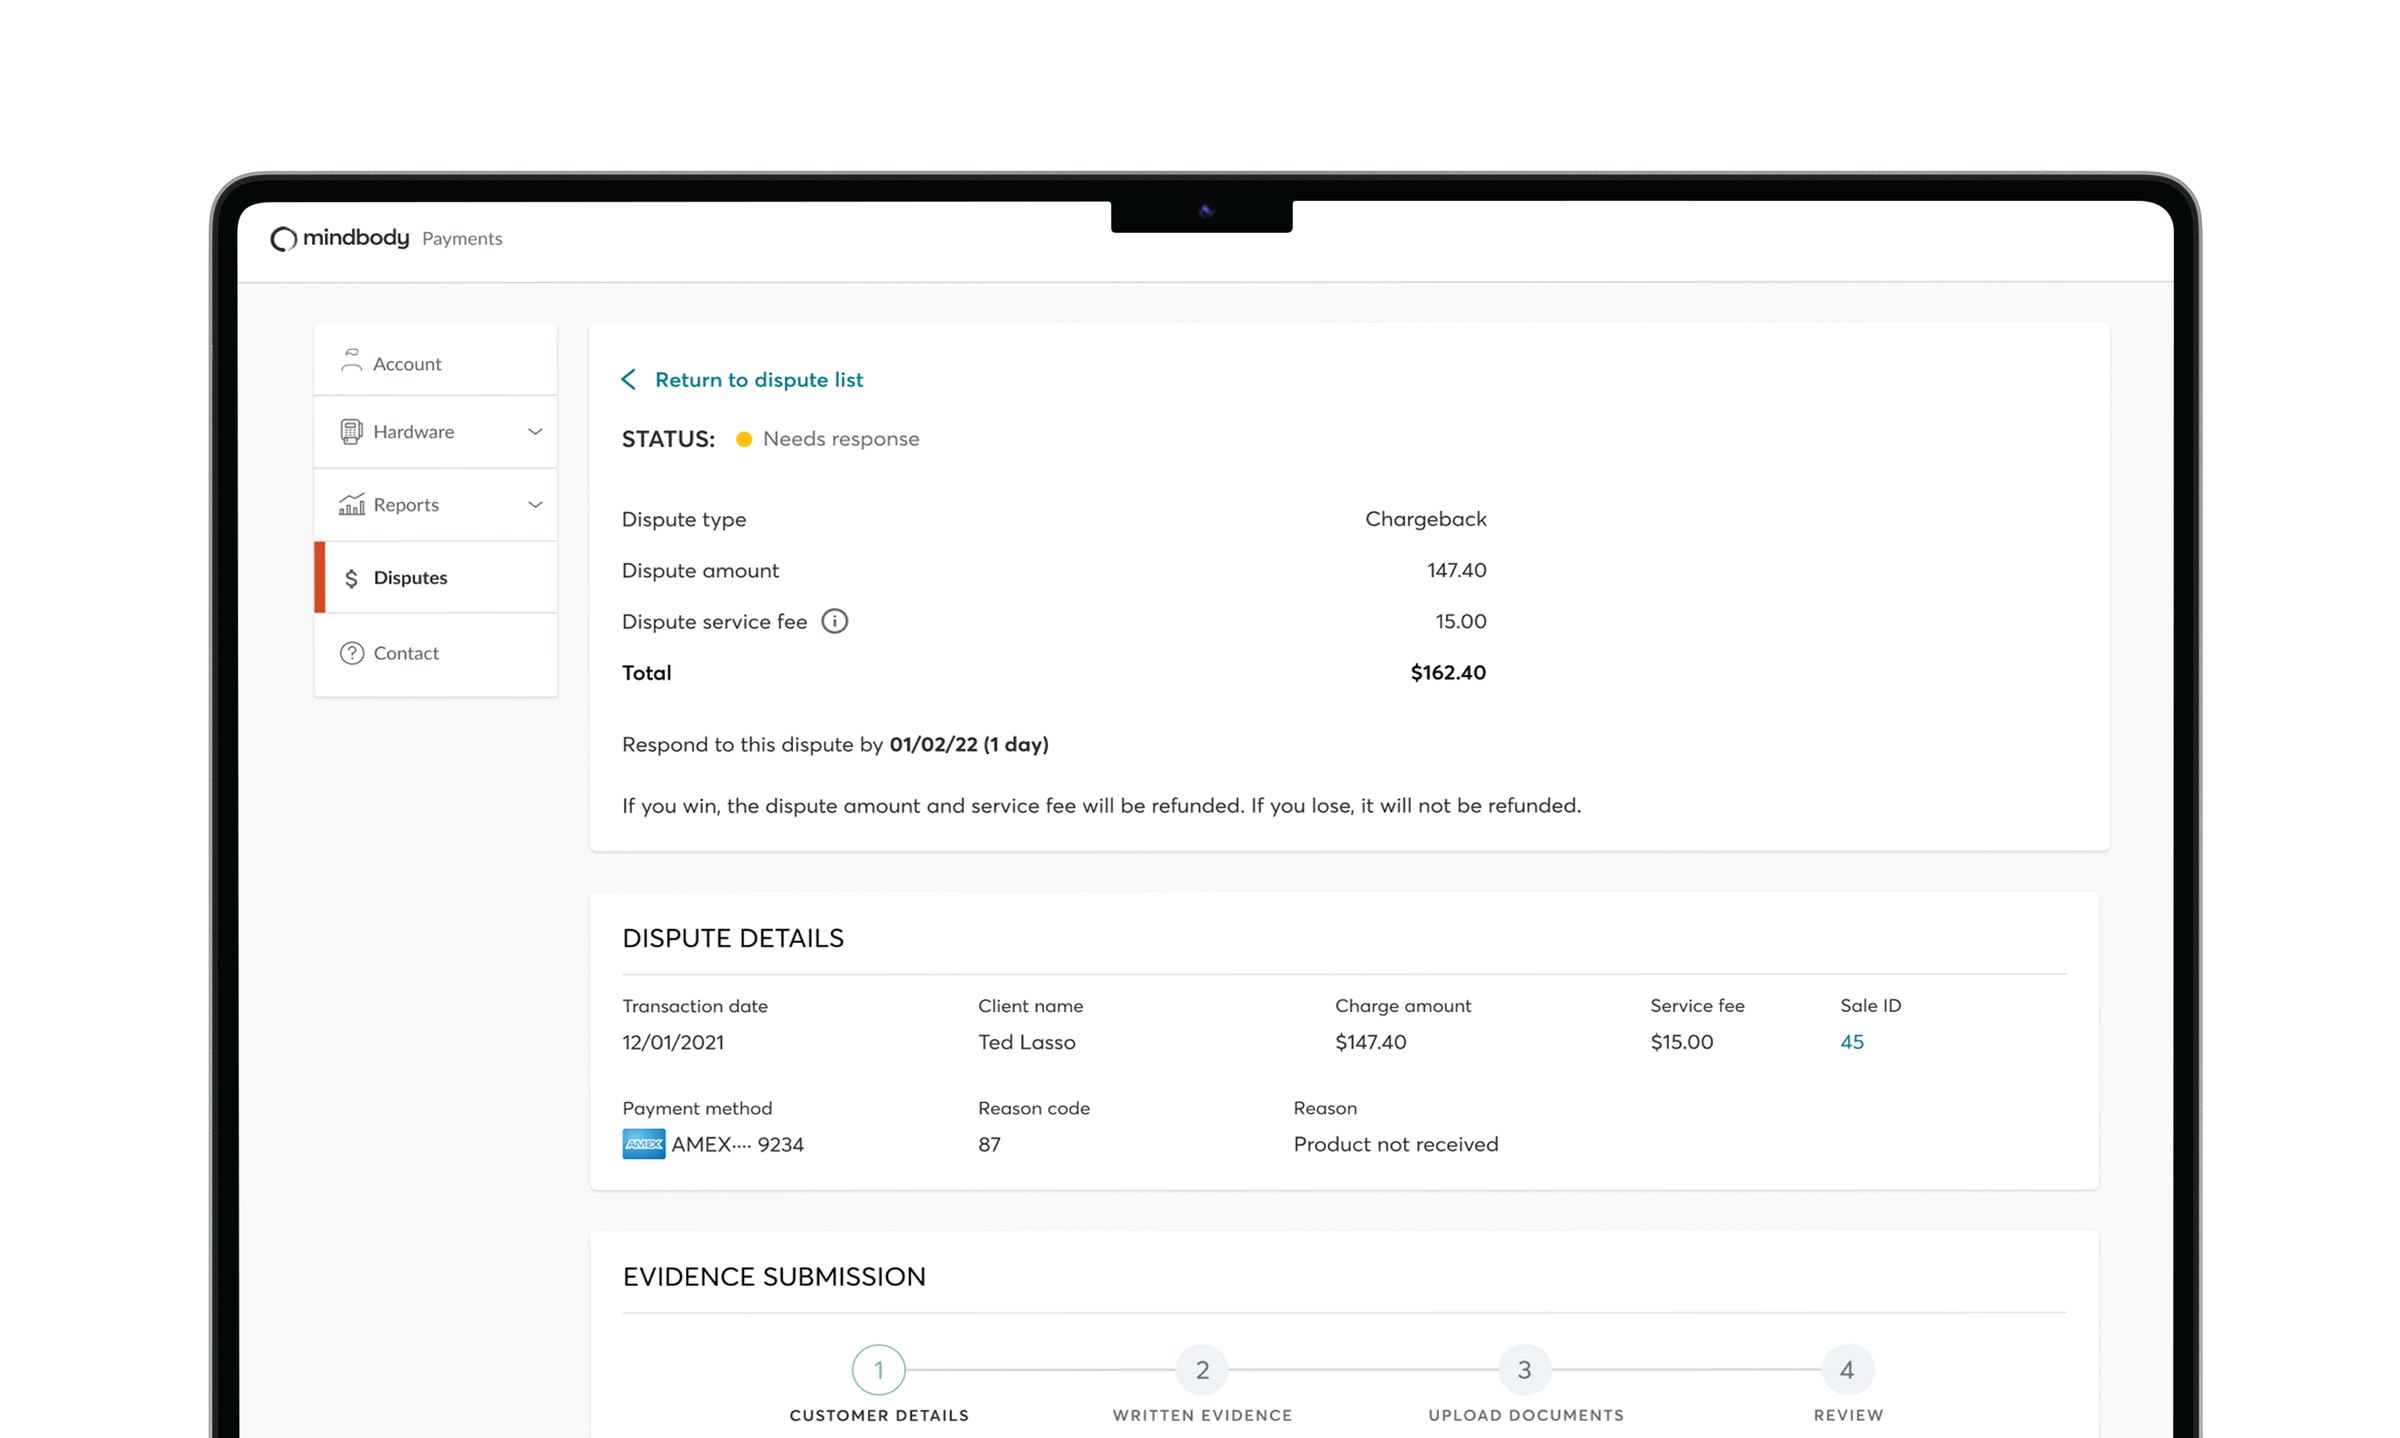 mindbody Payments
Account
Hardware
Reports
$ Disputes
? Contact
Return to dispute list
STATUS: Needs response
Dispute type Chargeback
Dispute amount 147.40
Dispute service fee i 15.00
Total $162.40
Respond to this dispute by 01/02/22 (1 day)
If you win, the dispute amount and service fee will be refunded. If you lose, it will not be refunded.
DISPUTE DETAILS
Transaction date Client name Charge amount Service fee Sale ID
12/01/2021 Ted Lasso $147.40 $15.00 45
Payment method Reason code Reason
AMEX AMEX···· 9234 87 Product not received
EVIDENCE SUBMISSION
1 2 3 4
CUSTOMER DETAILS WRITTEN EVIDENCE UPLOAD DOCUMENTS REVIEW